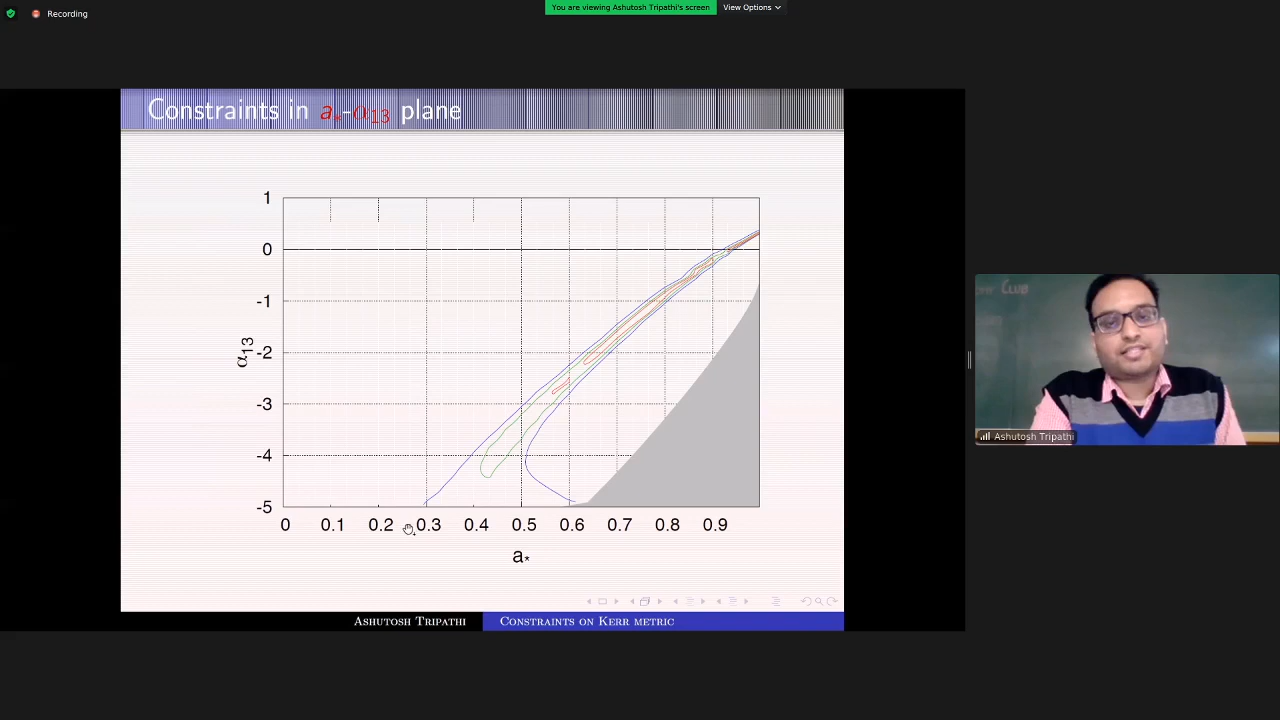 Recording
You are viewing Ashutosh Tripathi's screen
View Options
Constraints in a*-α13 plane
1
0
-1
-2
-3
-4
-5
α13
0 0.1 0.2 0.3 0.4 0.5 0.6 0.7 0.8 0.9
a*
Ashutosh Tripathi
Constraints on Kerr metric
Club
Ashutosh Tripathi